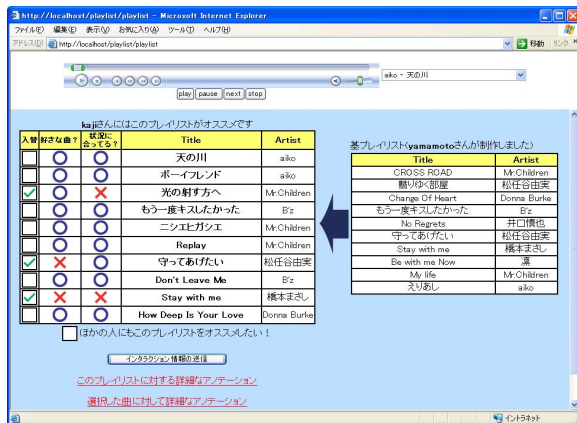 http://localhost/playlist/playlist - Microsoft Internet Explorer
ファイル(F) 編集(E) 表示(V) お気に入り(A) ツール(T) ヘルプ(H)
アドレス(D) http://localhost/playlist/playlist 移動 リンク
aiko - 天の川
play pause next stop
kajiさんにはこのプレイリストがオススメです
入替 好きな曲? 状況に合ってる? Title Artist
天の川 aiko
ボーイフレンド aiko
光の射す方へ Mr.Children
もう一度キスしたかった B'z
ニシエヒガシエ Mr.Children
Replay Mr.Children
守ってあげたい 松任谷由実
Don't Leave Me B'z
Stay with me 橋本まさし
How Deep Is Your Love Donna Burke
ほかの人にもこのプレイリストをオススメしたい!
インタラクション情報の送信
このプレイリストに対する詳細なアノテーション
選択した曲に対して詳細なアノテーション
基プレイリスト(yamamotoさんが制作しました)
Title Artist
CROSS ROAD Mr.Children
翳りゆく部屋 松任谷由実
Change Of Heart Donna Burke
もう一度キスしたかった B'z
No Regrets 井口慎也
守ってあげたい 松任谷由実
Stay with me 橋本まさし
Be with me Now 凛
My life Mr.Children
えりあし aiko
イントラネット